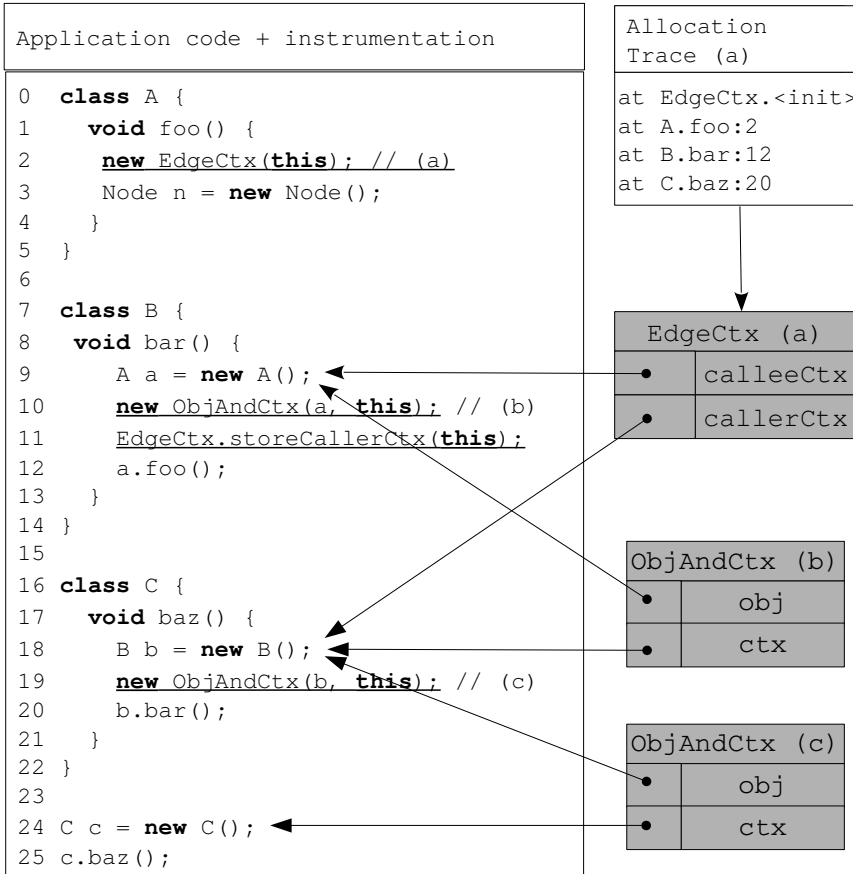 Application code + instrumentation
0 class A {
1 void foo() {
2 new EdgeCtx(this); // (a)
3 Node n = new Node();
4 }
5 }
6
7 class B {
8 void bar() {
9 A a = new A();
10 new ObjAndCtx(a, this); // (b)
11 EdgeCtx.storeCallerCtx(this);
12 a.foo();
13 }
14 }
15
16 class C {
17 void baz() {
18 B b = new B();
19 new ObjAndCtx(b, this); // (c)
20 b.bar();
21 }
22 }
23
24 C c = new C();
25 c.baz();
Allocation
Trace (a)
at EdgeCtx.<init>
at A.foo:2
at B.bar:12
at C.baz:20
EdgeCtx (a)
calleeCtx
callerCtx
ObjAndCtx (b)
obj
ctx
ObjAndCtx (c)
obj
ctx